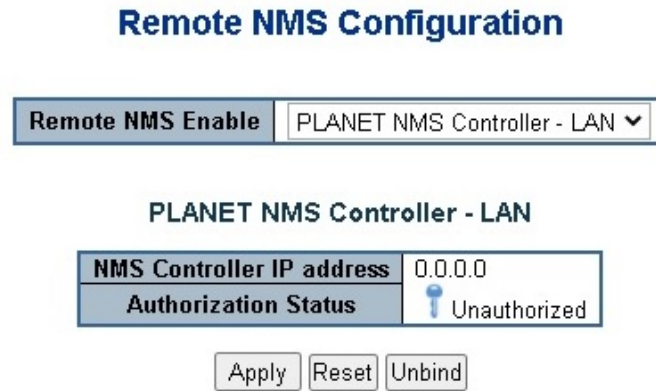 Remote NMS Configuration
Remote NMS Enable PLANET NMS Controller - LAN
PLANET NMS Controller - LAN
NMS Controller IP address 0.0.0.0
Authorization Status Unauthorized
Apply Reset Unbind